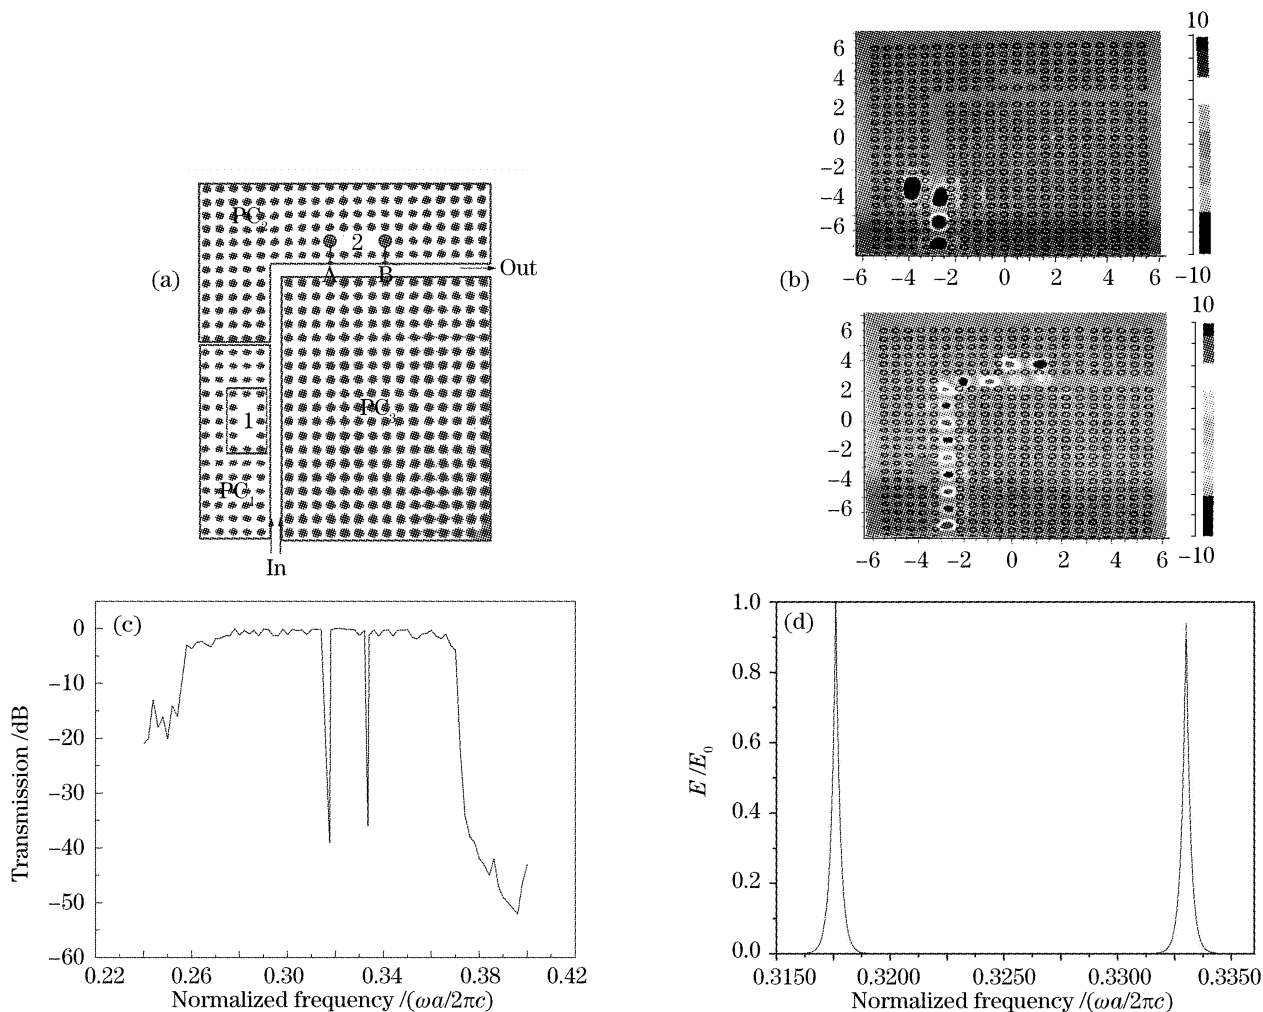 (a)
PC2
2
A
B
Out
1
PC3
PC1
In
(b)
10
6
4
2
0
−2
−4
−6
−6 −4 −2 0 2 4 6 −10
10
6
4
2
0
−2
−4
−6
−6 −4 −2 0 2 4 6 −10
(c)
Transmission /dB
0
−10
−20
−30
−40
−50
−60
0.22 0.26 0.30 0.34 0.38 0.42
Normalized frequency /(ωa/2πc)
(d)
E/E0
1.0
0.8
0.6
0.4
0.2
0.0
0.3150 0.3200 0.3250 0.3300 0.3350
Normalized frequency /(ωa/2πc)